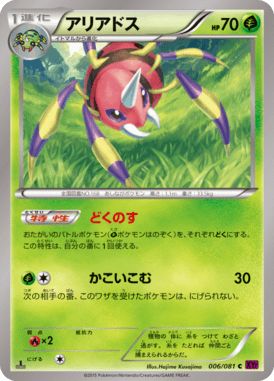 1進化
アリアドス
HP70
イトマルから進化
全国図鑑NO.168 あしながポケモン 高さ:1.1m 重さ:33.5kg
特性 どくのす
おたがいのバトルポケモン(ポケモンはのぞく)を、それぞれどくにする。
この特性は、自分の番に1回使える。
かこいこむ 30
次の相手の番、このワザを受けたポケモンは、にげられない。
弱点 ×2
抵抗力
にげる
006/081 C
Illus.Hajime Kusajima
©2015 Pokémon/Nintendo/Creatures/GAME FREAK.